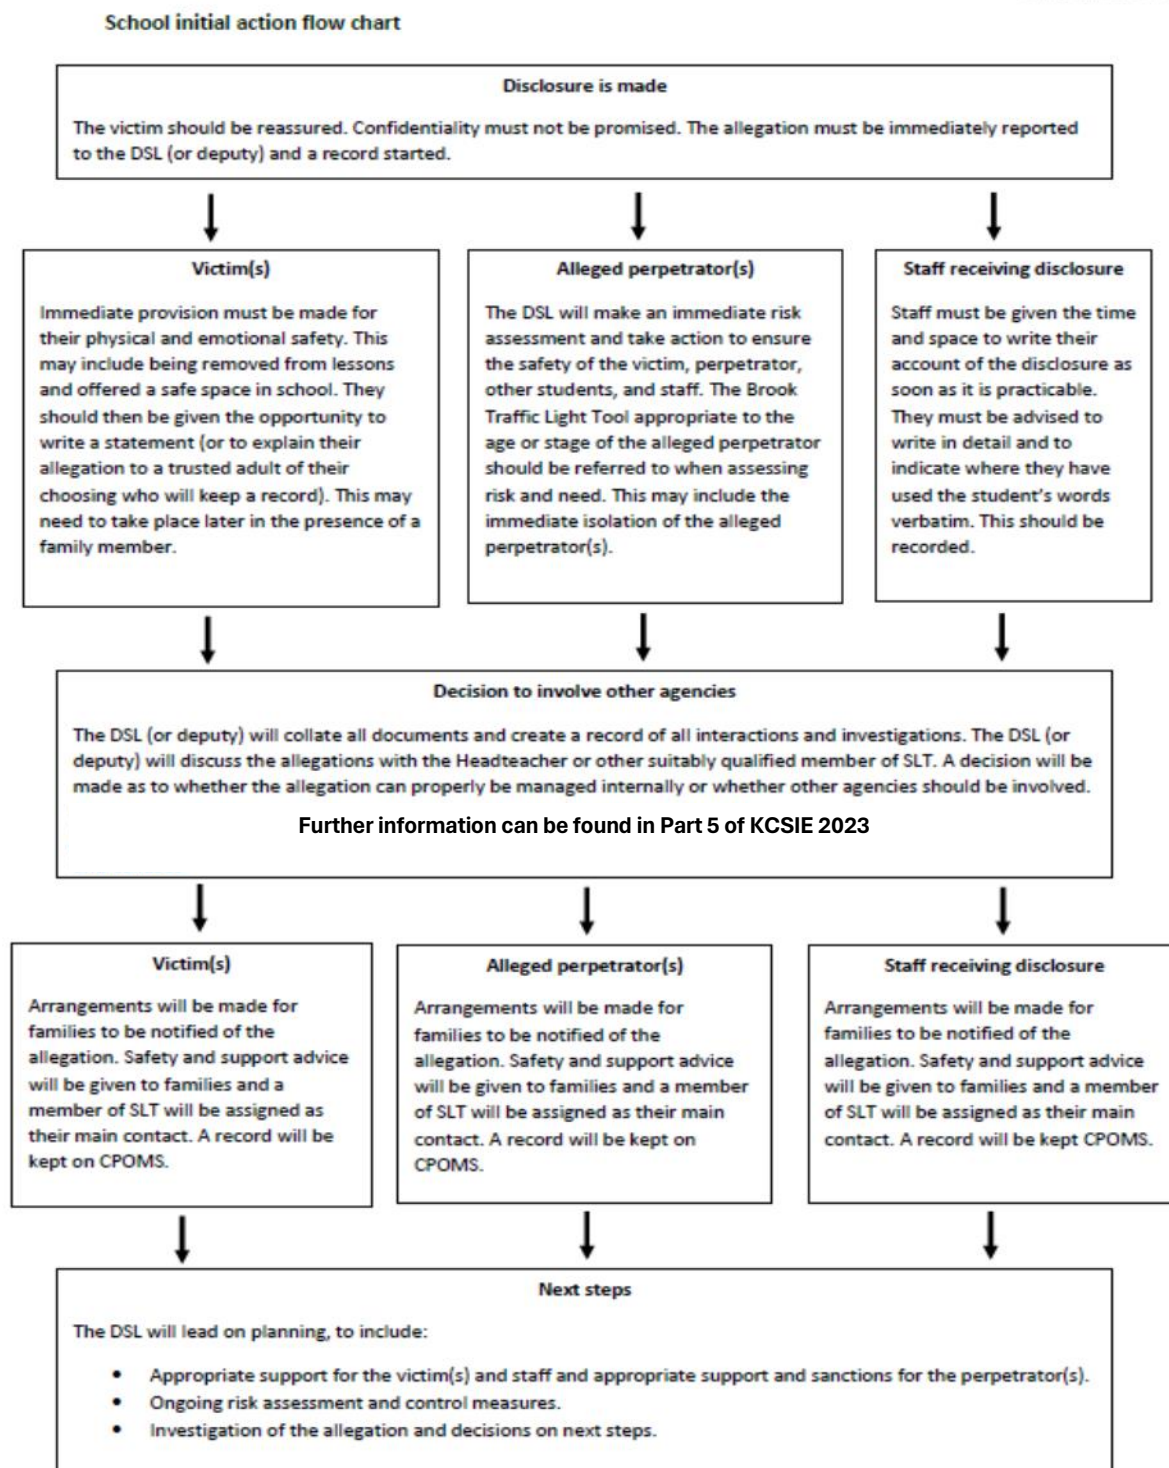 School initial action flow chart
Disclosure is made
The victim should be reassured. Confidentiality must not be promised. The allegation must be immediately reported
to the DSL (or deputy) and a record started.
Victim(s)
Immediate provision must be made for
their physical and emotional safety. This
may include being removed from lessons
and offered a safe space in school. They
should then be given the opportunity to
write a statement (or to explain their
allegation to a trusted adult of their
choosing who will keep a record). This may
need to take place later in the presence of a
family member.
Alleged perpetrator(s)
The DSL will make an immediate risk
assessment and take action to ensure
the safety of the victim, perpetrator,
other students, and staff. The Brook
Traffic Light Tool appropriate to the
age or stage of the alleged perpetrator
should be referred to when assessing
risk and need. This may include the
immediate isolation of the alleged
perpetrator(s).
Staff receiving disclosure
Staff must be given the time
and space to write their
account of the disclosure as
soon as it is practicable.
They must be advised to
write in detail and to
indicate where they have
used the student's words
verbatim. This should be
recorded.
Decision to involve other agencies
The DSL (or deputy) will collate all documents and create a record of all interactions and investigations. The DSL (or
deputy) will discuss the allegations with the Headteacher or other suitably qualified member of SLT. A decision will be
made as to whether the allegation can properly be managed internally or whether other agencies should be involved.
Further information can be found in Part 5 of KCSIE 2023
Victim(s)
Arrangements will be made for
families to be notified of the
allegation. Safety and support advice
will be given to families and a
member of SLT will be assigned as
their main contact. A record will be
kept on CPOMS.
Alleged perpetrator(s)
Arrangements will be made for
families to be notified of the
allegation. Safety and support advice
will be given to families and a member
of SLT will be assigned as their main
contact. A record will be kept on
CPOMS.
Staff receiving disclosure
Arrangements will be made for
families to be notified of the
allegation. Safety and support advice
will be given to families and a member
of SLT will be assigned as their main
contact. A record will be kept CPOMS.
Next steps
The DSL will lead on planning, to include:
• Appropriate support for the victim(s) and staff and appropriate support and sanctions for the perpetrator(s).
• Ongoing risk assessment and control measures.
• Investigation of the allegation and decisions on next steps.